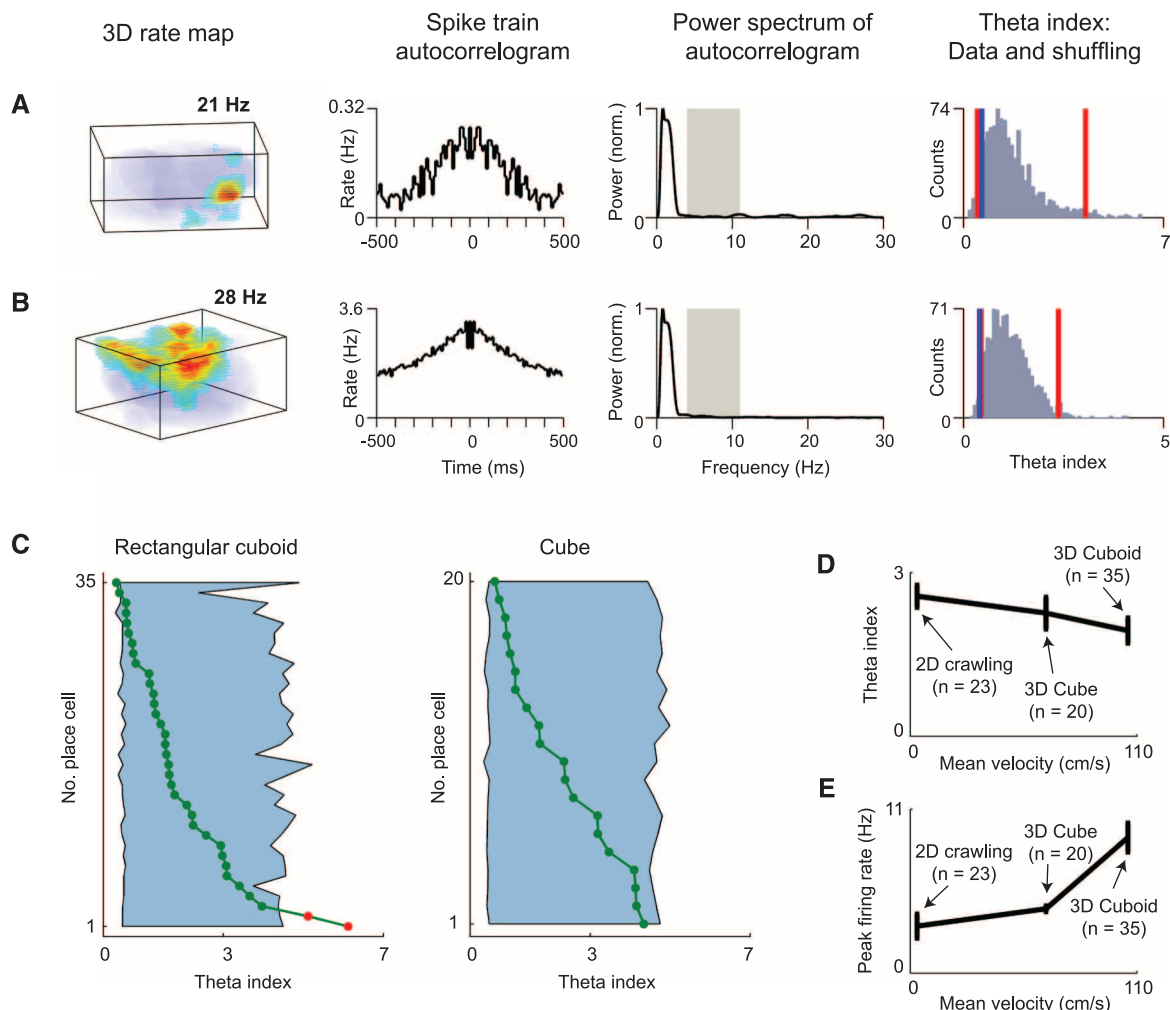 3D rate map
Spike train
autocorrelogram
Power spectrum of
autocorrelogram
Theta index:
Data and shuffling
A
21 Hz
0.32
Rate (Hz)
0
-500
0
500
1
Power (norm.)
0
0
10
20
30
74
Counts
0
0
7
B
28 Hz
3.6
Rate (Hz)
0
-500
0
500
Time (ms)
1
Power (norm.)
0
0
10
20
30
Frequency (Hz)
71
Counts
0
0
5
Theta index
C
Rectangular cuboid
35
No. place cell
1
0
3
7
Theta index
Cube
20
No. place cell
1
0
3
7
Theta index
D
3
Theta index
0
2D crawling
(n = 23)
3D Cube
(n = 20)
3D Cuboid
(n = 35)
0
110
Mean velocity (cm/s)
E
11
Peak firing rate (Hz)
0
2D crawling
(n = 23)
3D Cube
(n = 20)
3D Cuboid
(n = 35)
0
110
Mean velocity (cm/s)